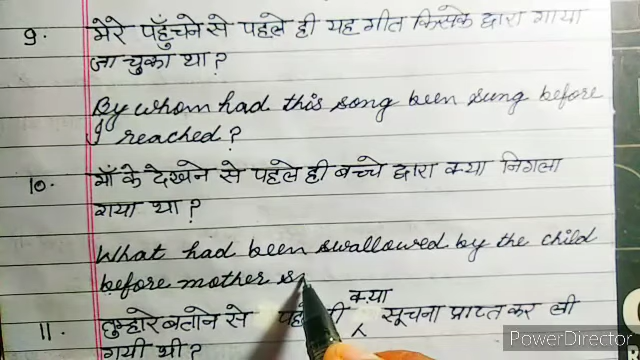 9. मेरे पहुँचने से पहले ही यह गीत किसके द्वारा गाया
जा चुका था ?
By whom had this song been sung before
I reached ?
10. माँ के देखने से पहले ही बच्चे द्वारा क्या निगला
गया था ?
What had been swallowed by the child
before mother s
क्या
11. तुम्हारे बताने से सूचना प्राप्त कर ली
गयी थी ?
PowerDirector